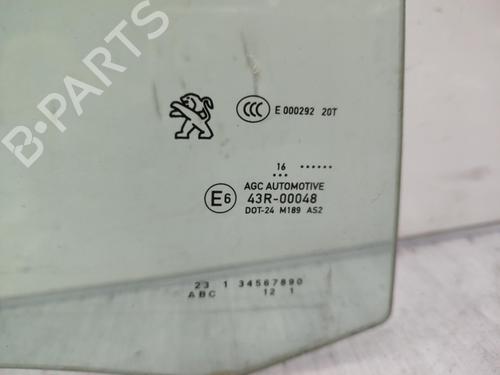 B-PARTS
CCC E 000292 20T
16 ......
...
E6 AGC AUTOMOTIVE
43R-00048
DOT-24 M189 AS2
23 1 34567890
ABC 12 1